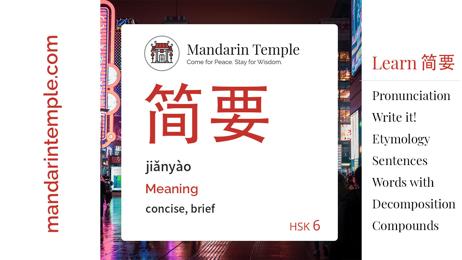 mandarintemple.com
Mandarin Temple
Come for Peace. Stay for Wisdom.
简要
jiǎnyào
Meaning
concise, brief
HSK 6
Learn 简要
Pronunciation
Write it!
Etymology
Sentences
Words with
Decomposition
Compounds